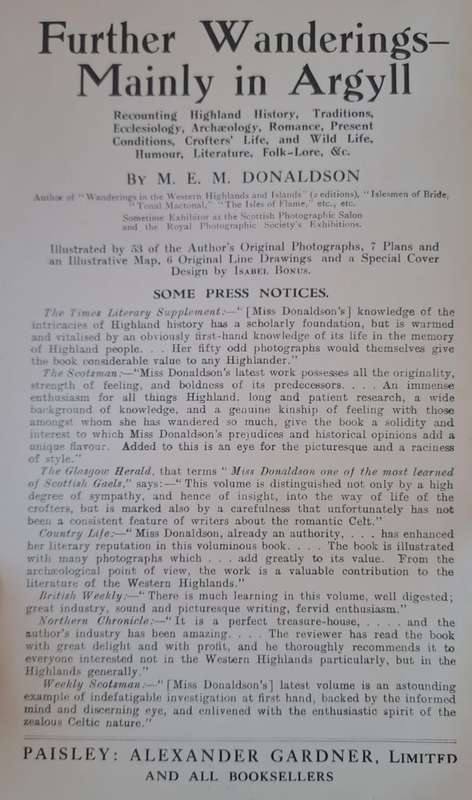 Further Wanderings—
Mainly in Argyll
Recounting Highland History, Traditions,
Ecclesiology, Archæology, Romance, Present
Conditions, Crofters' Life, and Wild Life,
Humour, Literature, Folk-Lore, &c.
BY M. E. M. DONALDSON
Author of "Wanderings in the Western Highlands and Islands" (2 editions), "Islesmen of Bride,
"Tonal Mactonal," "The Isles of Flame," etc., etc.
Sometime Exhibitor at the Scottish Photographic Salon
and the Royal Photographic Society's Exhibitions.
Illustrated by 53 of the Author's Original Photographs, 7 Plans and
an Illustrative Map, 6 Original Line Drawings and a Special Cover
Design by ISABEL BONUS.
SOME PRESS NOTICES.
The Times Literary Supplement:—"[Miss Donaldson's] knowledge of the
intricacies of Highland history has a scholarly foundation, but is warmed
and vitalised by an obviously first-hand knowledge of its life in the memory
of Highland people. . . Her fifty odd photographs would themselves give
the book considerable value to any Highlander."
The Scotsman:—"Miss Donaldson's latest work possesses all the originality,
strength of feeling, and boldness of its predecessors. . . . An immense
enthusiasm for all things Highland, long and patient research, a wide
background of knowledge, and a genuine kinship of feeling with those
amongst whom she has wandered so much, give the book a solidity and
interest to which Miss Donaldson's prejudices and historical opinions add a
unique flavour. Added to this is an eye for the picturesque and a raciness
of style."
The Glasgow Herald, that terms "Miss Donaldson one of the most learned
of Scottish Gaels," says:—"This volume is distinguished not only by a high
degree of sympathy, and hence of insight, into the way of life of the
crofters, but is marked also by a carefulness that unfortunately has not
been a consistent feature of writers about the romantic Celt."
Country Life:—"Miss Donaldson, already an authority, . . . has enhanced
her literary reputation in this voluminous book. . . . The book is illustrated
with many photographs which . . . add greatly to its value. From the
archæological point of view, the work is a valuable contribution to the
literature of the Western Highlands."
British Weekly:—"There is much learning in this volume, well digested;
great industry, sound and picturesque writing, fervid enthusiasm."
Northern Chronicle:—"It is a perfect treasure-house, . . . . and the
author's industry has been amazing. . . . The reviewer has read the book
with great delight and with profit, and he thoroughly recommends it to
everyone interested not in the Western Highlands particularly, but in the
Highlands generally."
Weekly Scotsman:—"[Miss Donaldson's] latest volume is an astounding
example of indefatigable investigation at first hand, backed by the informed
mind and discerning eye, and enlivened with the enthusiastic spirit of the
zealous Celtic nature."
PAISLEY: ALEXANDER GARDNER, LIMITED
AND ALL BOOKSELLERS